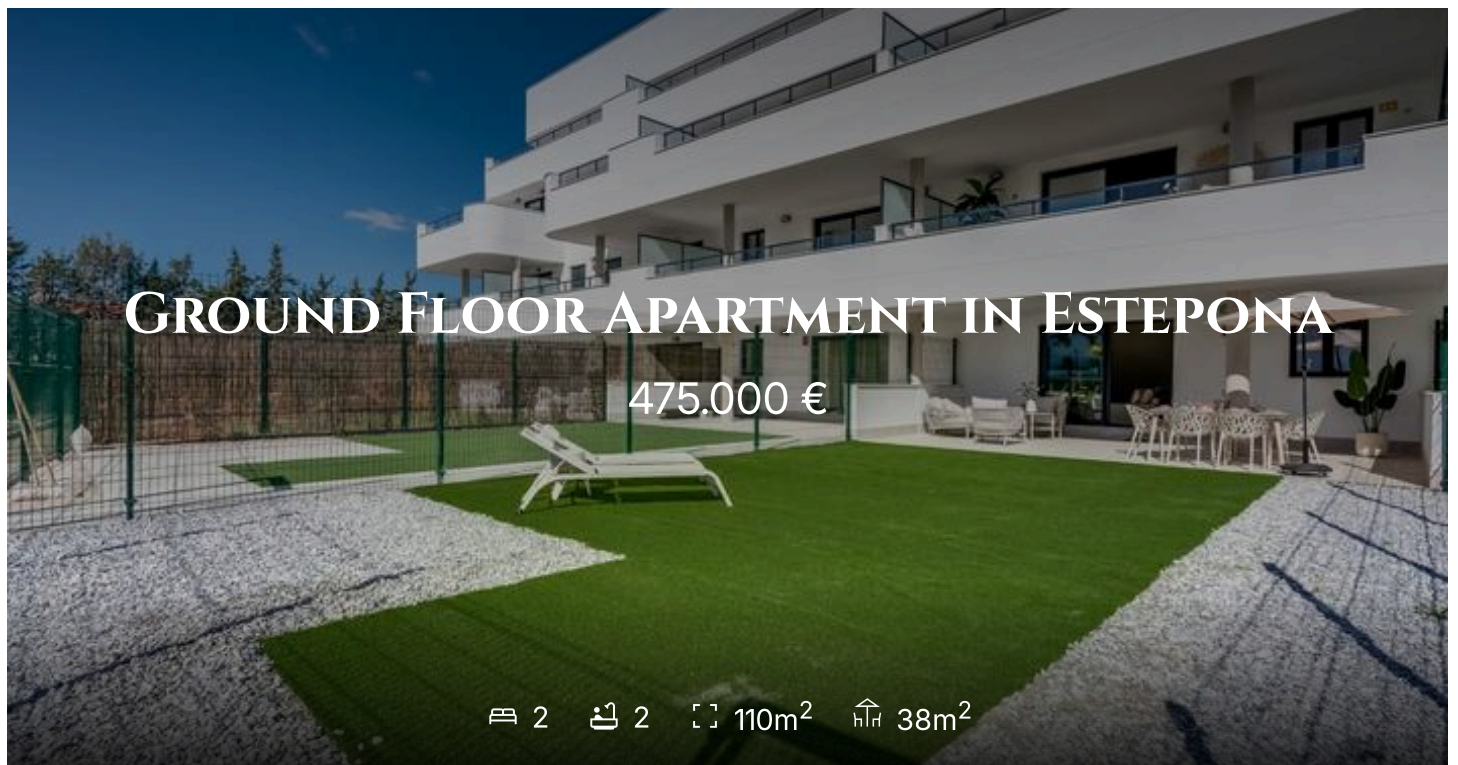 Ground Floor Apartment in Estepona
475.000 €
2 2 110m² 38m²